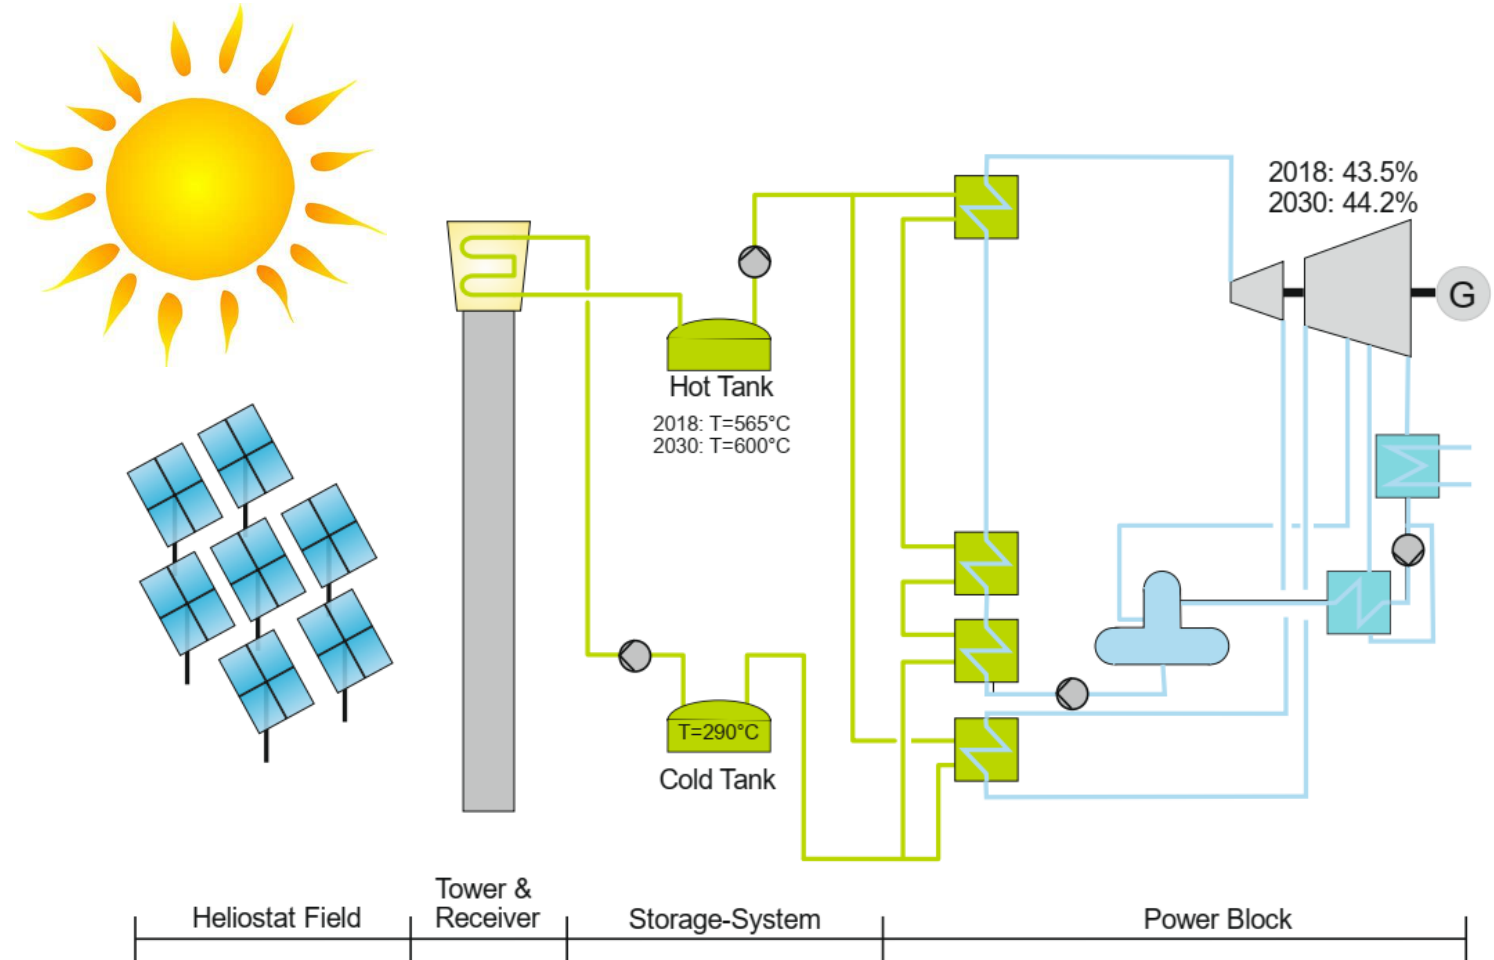 2018: 43.5%
2030: 44.2%
G
Hot Tank
2018: T=565°C
2030: T=600°C
T=290°C
Cold Tank
Heliostat Field
Tower &
Receiver
Storage-System
Power Block